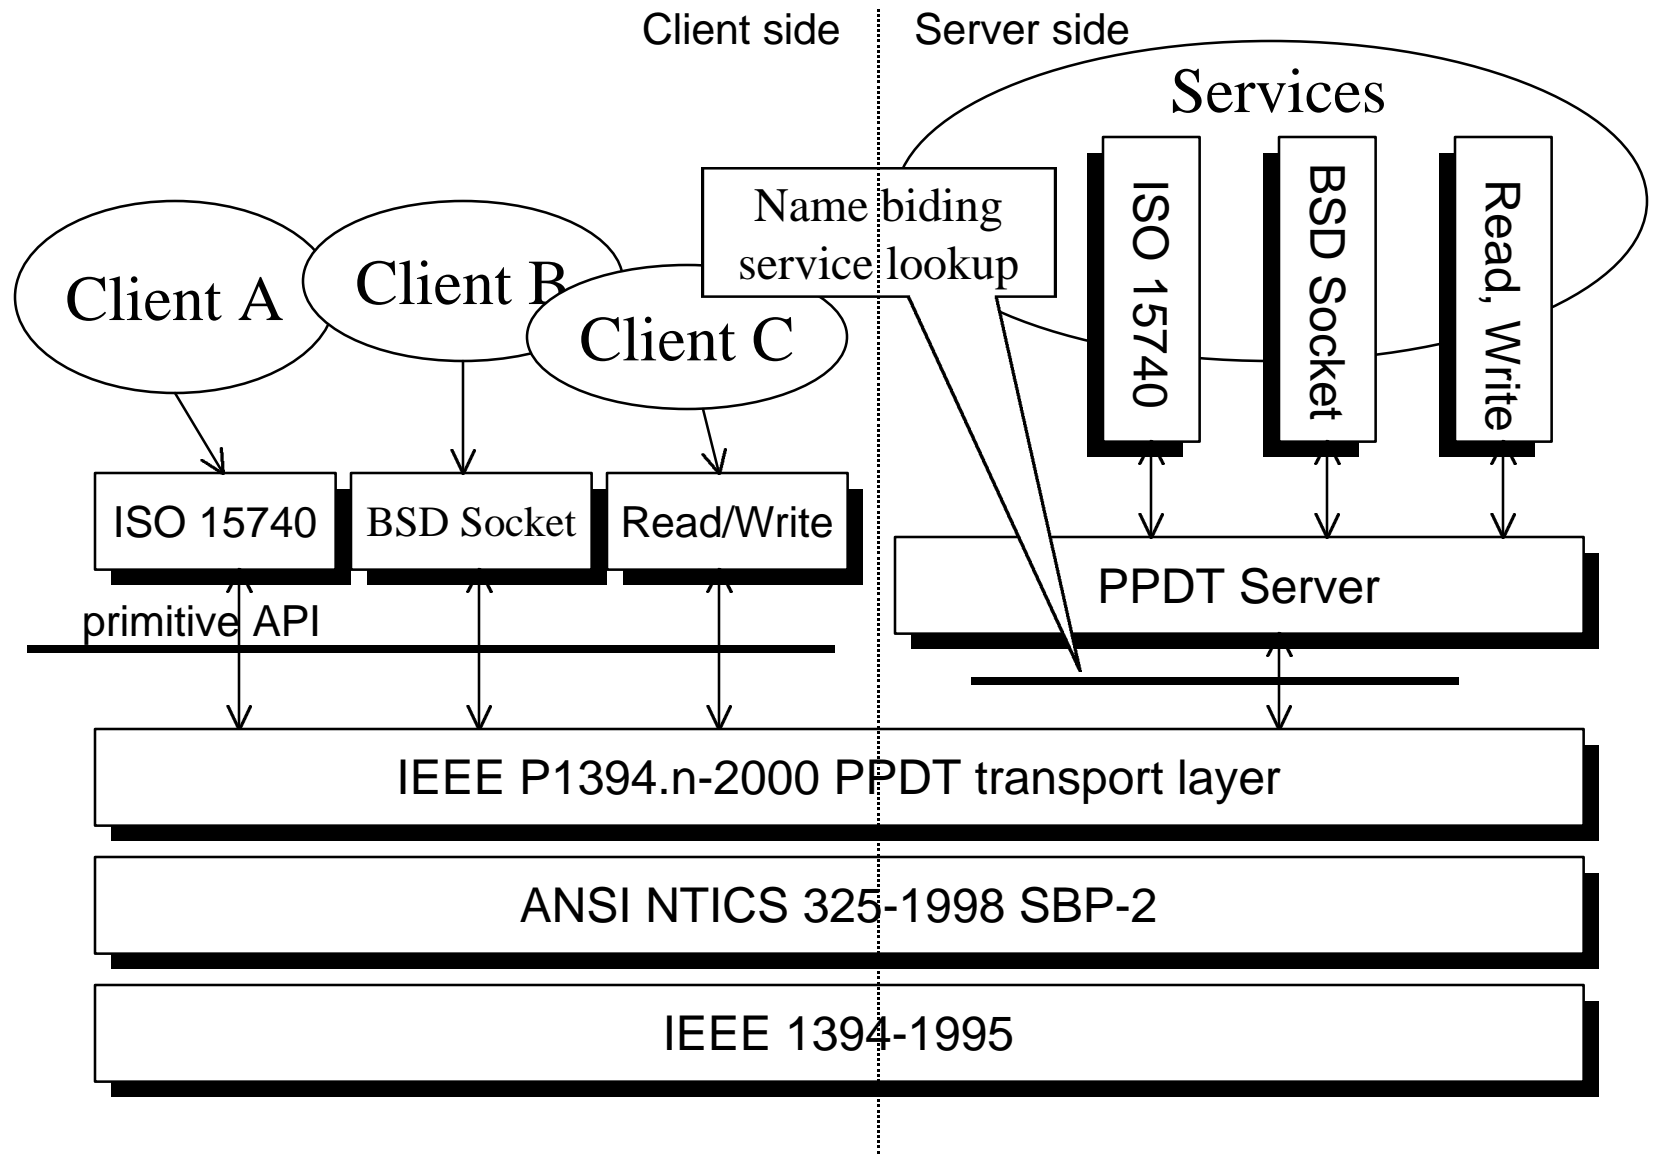 Client side
Server side
Services
Name biding
service lookup
ISO 15740
BSD Socket
Read, Write
Client A
Client B
Client C
ISO 15740
BSD Socket
Read/Write
primitive API
PPDT Server
IEEE P1394.n-2000 PPDT transport layer
ANSI NTICS 325-1998 SBP-2
IEEE 1394-1995